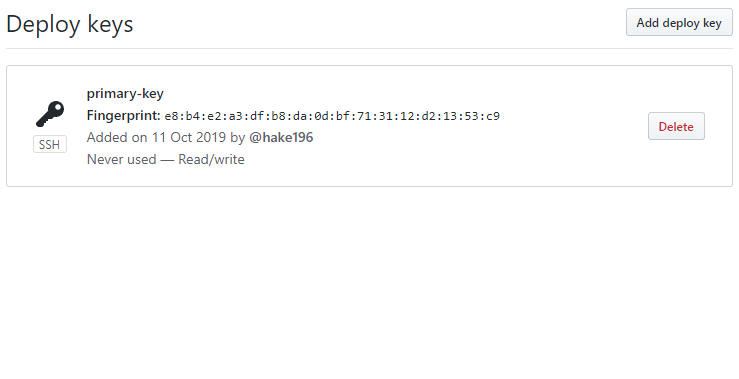 Deploy keys
Add deploy key
primary-key
Fingerprint: e8:b4:e2:a3:df:b8:da:0d:bf:71:31:12:d2:13:53:c9
SSH
Added on 11 Oct 2019 by @hake196
Never used — Read/write
Delete